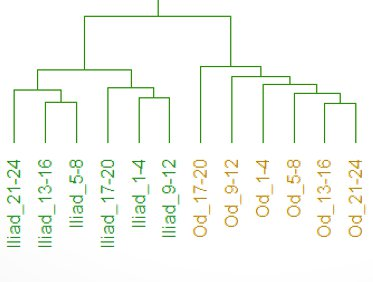 Iliad_21-24
Iliad_13-16
Iliad_5-8
Iliad_17-20
Iliad_1-4
Iliad_9-12
Od_17-20
Od_9-12
Od_1-4
Od_5-8
Od_13-16
Od_21-24